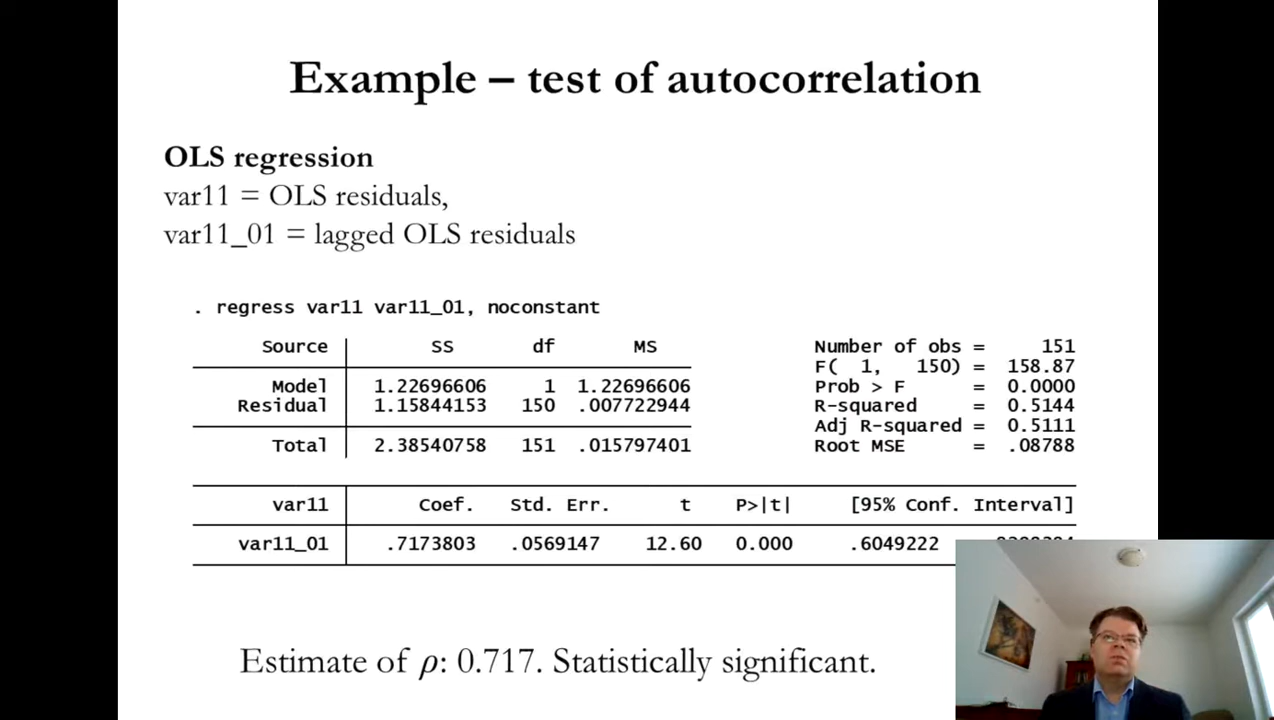 Example – test of autocorrelation
OLS regression
var11 = OLS residuals,
var11_01 = lagged OLS residuals
. regress var11 var11_01, noconstant
Source | SS df MS Number of obs = 151
F( 1, 150) = 158.87
Model | 1.22696606 1 1.22696606 Prob > F = 0.0000
Residual | 1.15844153 150 .007722944 R-squared = 0.5144
Adj R-squared = 0.5111
Total | 2.38540758 151 .015797401 Root MSE = .08788
var11 | Coef. Std. Err. t P>|t| [95% Conf. Interval]
var11_01 | .7173803 .0569147 12.60 0.000 .6049222
Estimate of ρ: 0.717. Statistically significant.